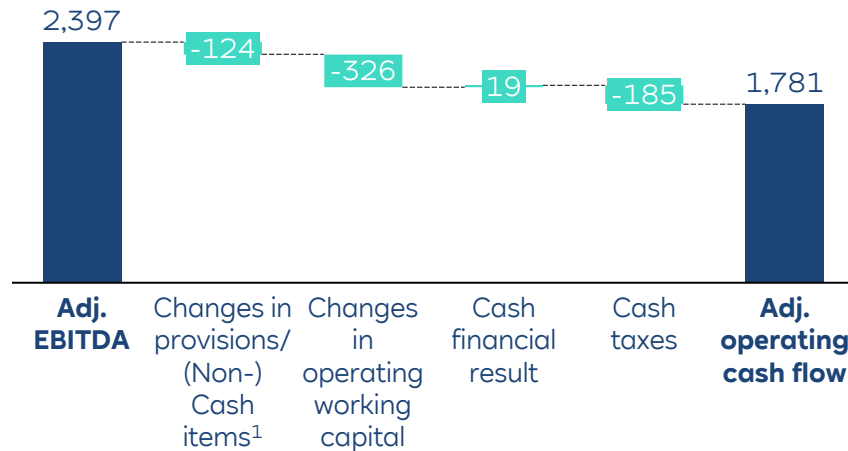 2,397
-124
-326
19
-185
1,781
Adj.
EBITDA
Changes in
provisions/
(Non-)
Cash
items¹
Changes
in
operating
working
capital
Cash
financial
result
Cash
taxes
Adj.
operating
cash flow